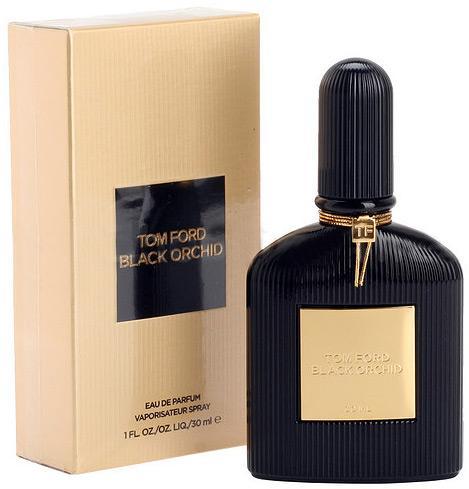 TOM FORD
BLACK ORCHID
EAU DE PARFUM
VAPORISATEUR SPRAY
1 FL. OZ./OZ. LIQ./30 ml ℮
TF
TOM FORD
BLACK ORCHID